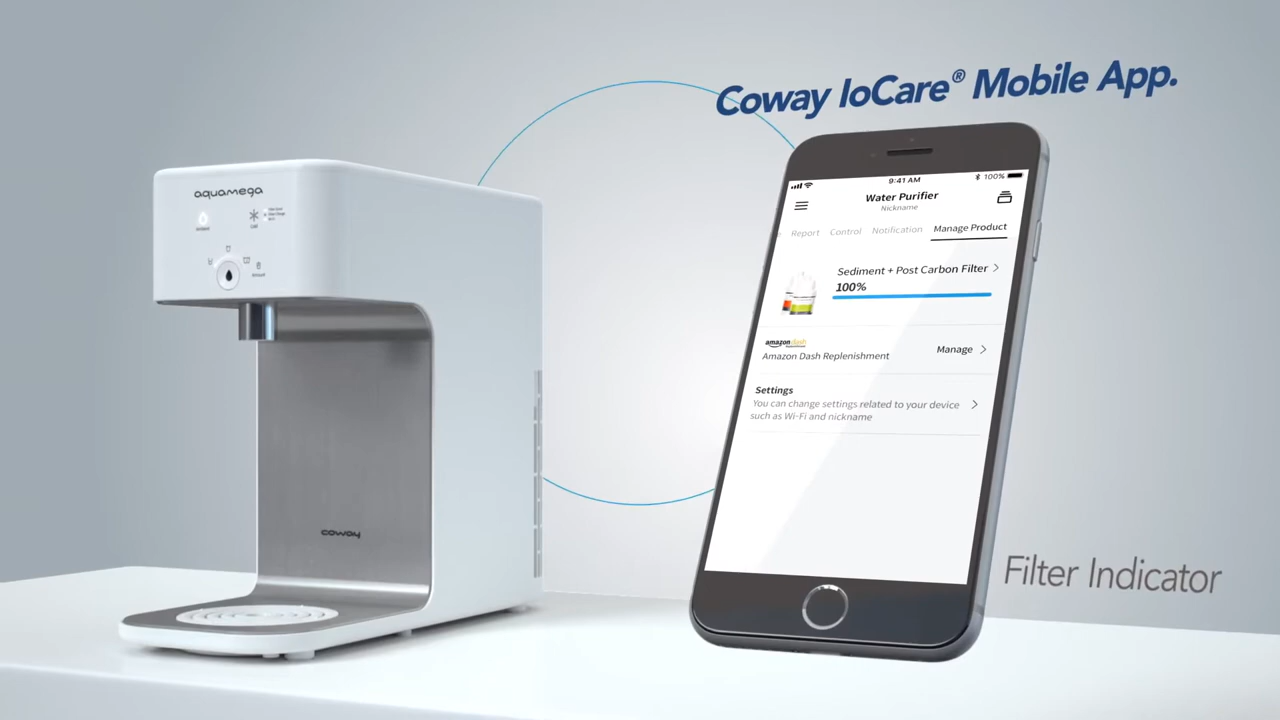 Coway IoCare® Mobile App.
aquamega
coway
9:41 AM
100%
Water Purifier
Nickname
Report Control Notification Manage Product
Sediment + Post Carbon Filter
100%
amazon dash
Amazon Dash Replenishment
Manage
Settings
You can change settings related to your device
such as Wi-Fi and nickname
Filter Indicator